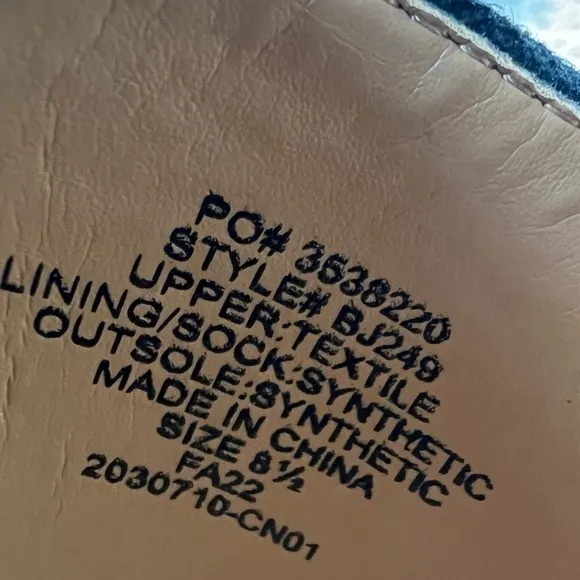 PO# 3638220
STYLE# BJ249
UPPER:TEXTILE
LINING/SOCK:SYNTHETIC
OUTSOLE:SYNTHETIC
MADE IN CHINA
SIZE 8½
FA22
2030710-CN01